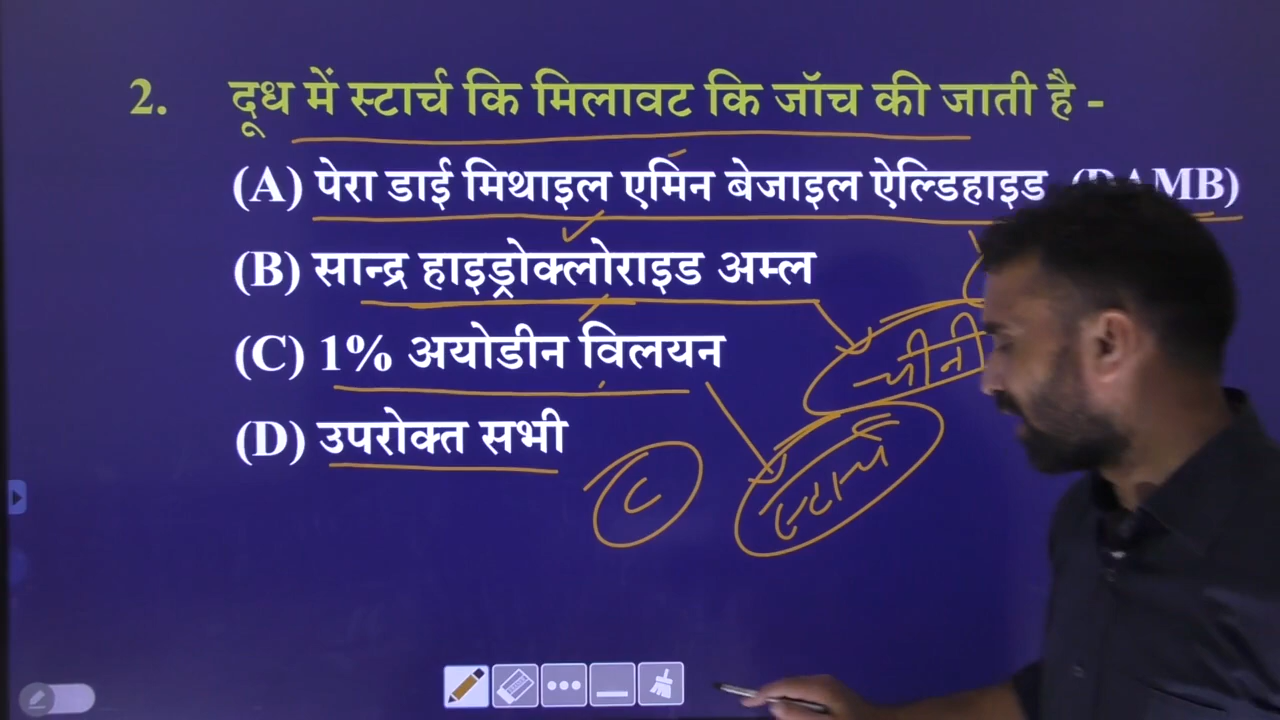 2. दूध में स्टार्च कि मिलावट कि जॉच की जाती है -
(A) पेरा डाई मिथाइल एमिन बेजाइल ऐल्डिहाइड
(B) सान्द्र हाइड्रोक्लोराइड अम्ल
चीनी
(C) 1% अयोडीन विलयन
(D) उपरोक्त सभी
C
स्टार्च